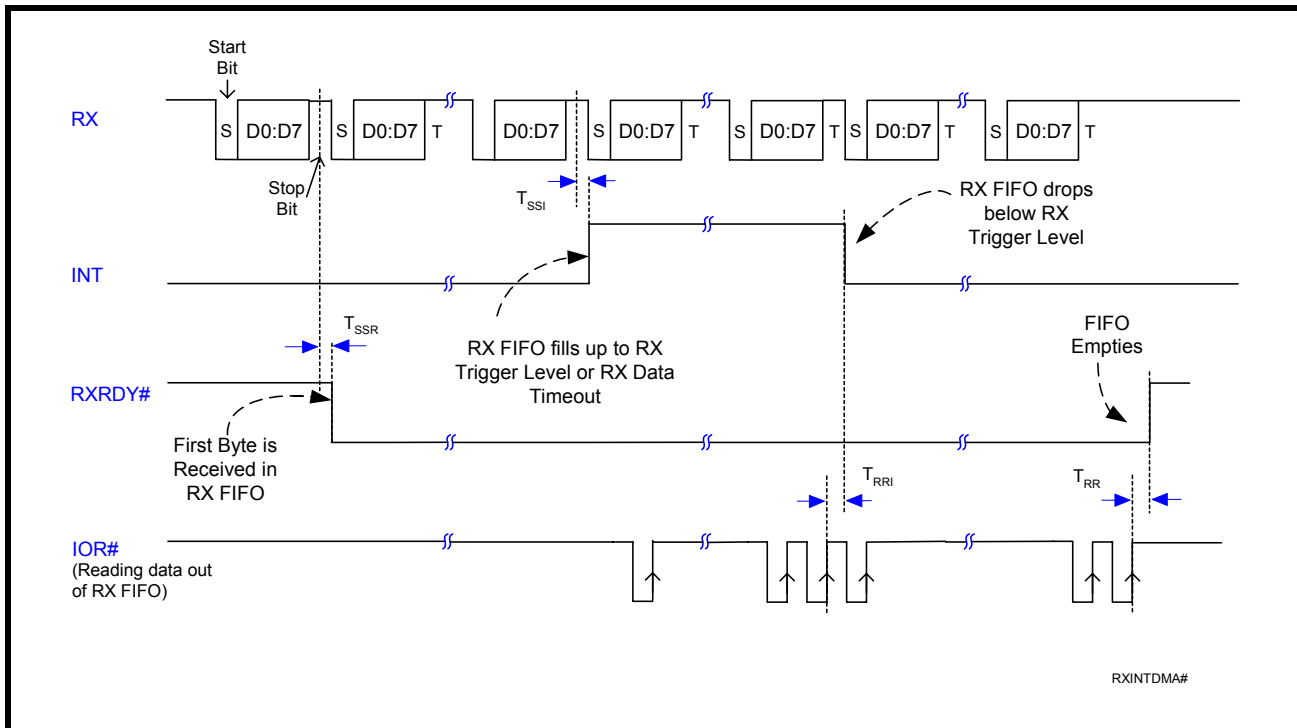 Start
Bit
RX
S
D0:D7
S
D0:D7
T
D0:D7
S
D0:D7
T
S
D0:D7
T
S
D0:D7
T
S
D0:D7
T
Stop
Bit
TSSI
RX FIFO drops
below RX
Trigger Level
INT
TSSR
RX FIFO fills up to RX
Trigger Level or RX Data
Timeout
FIFO
Empties
RXRDY#
First Byte is
Received in
RX FIFO
TRRI
TRR
IOR#
(Reading data out
of RX FIFO)
RXINTDMA#